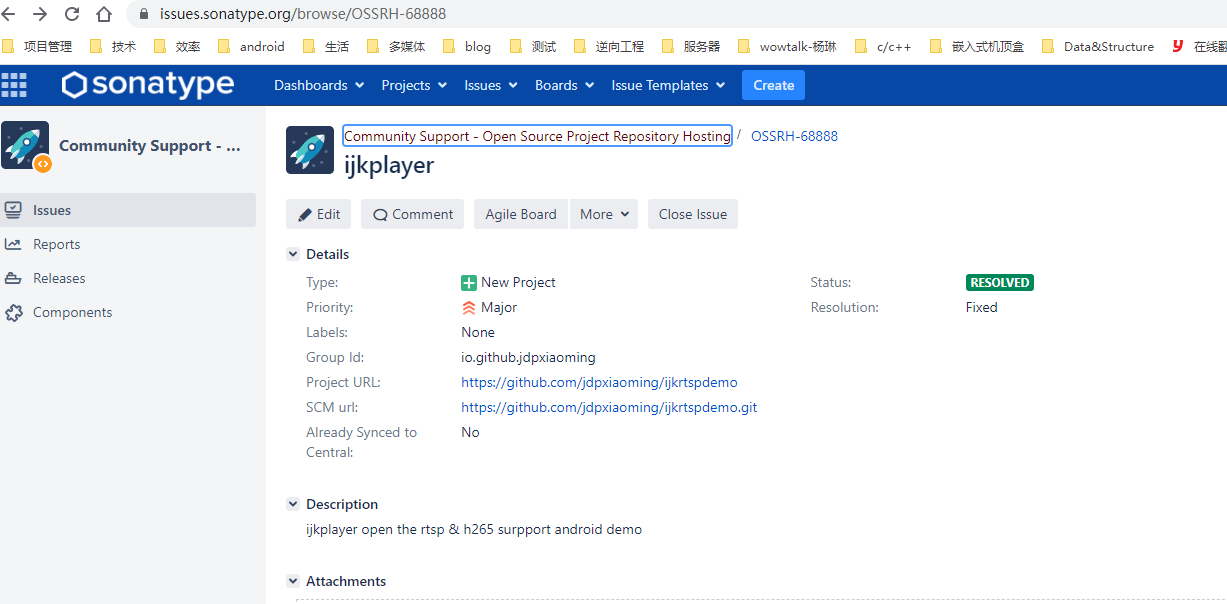 issues.sonatype.org/browse/OSSRH-68888
项目管理 技术 效率 android 生活 多媒体 blog 测试 逆向工程 服务器 wowtalk-杨琳 c/c++ 嵌入式机顶盒 Data&Structure 在线翻
sonatype Dashboards Projects Issues Boards Issue Templates Create
Community Support - ...
Community Support - Open Source Project Repository Hosting / OSSRH-68888
ijkplayer
Edit Comment Agile Board More Close Issue
Issues
Reports
Releases
Components
Details
Type: New Project Status: RESOLVED
Priority: Major Resolution: Fixed
Labels: None
Group Id: io.github.jdpxiaoming
Project URL: https://github.com/jdpxiaoming/ijkrtspdemo
SCM url: https://github.com/jdpxiaoming/ijkrtspdemo.git
Already Synced to No
Central:
Description
ijkplayer open the rtsp & h265 surpport android demo
Attachments